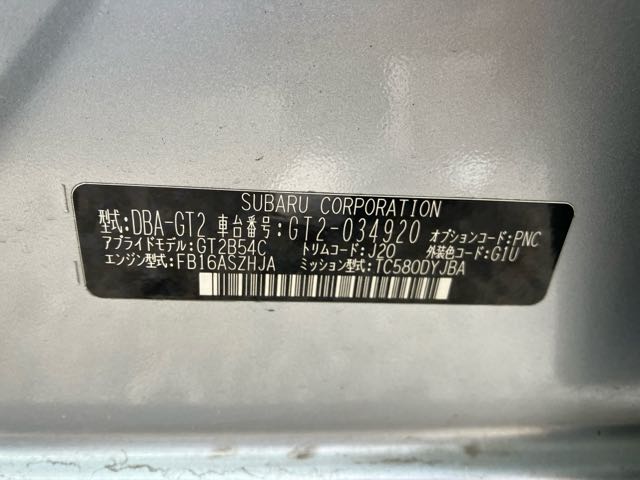 SUBARU CORPORATION
型式:DBA-GT2 車台番号:GT2-034920 オプションコード:PNC
アプライドモデル:GT2B54C トリムコード:J20 外装色コード:G1U
エンジン型式:FB16ASZHJA ミッション型式:TC580DYJBA